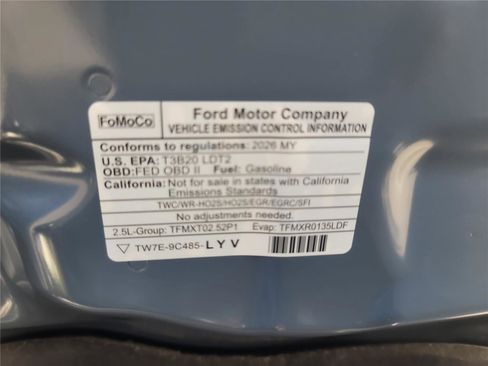 FoMoCo
Ford Motor Company
VEHICLE EMISSION CONTROL INFORMATION
Conforms to regulations: 2026 MY
U.S. EPA: T3B20 LDT2
OBD:FED OBD II Fuel: Gasoline
California: Not for sale in states with California
Emissions Standards
TWC/WR-HO2S/HO2S/EGR/EGRC/SFI
No adjustments needed.
2.5L-Group: TFMXT02.52P1 Evap: TFMXR0135LDF
TW7E-9C485-LYV